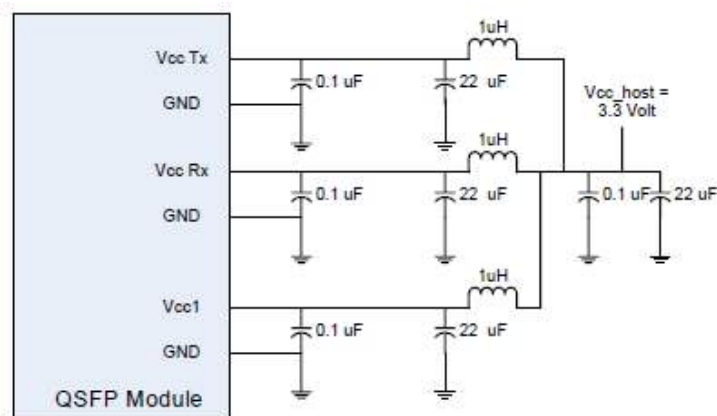 1uH
Vcc Tx
0.1 uF
22 uF
GND
Vcc_host =
3.3 Volt
1uH
Vcc Rx
0.1 uF
22 uF
0.1 uF
22 uF
GND
1uH
Vcc1
0.1 uF
22 uF
GND
QSFP Module